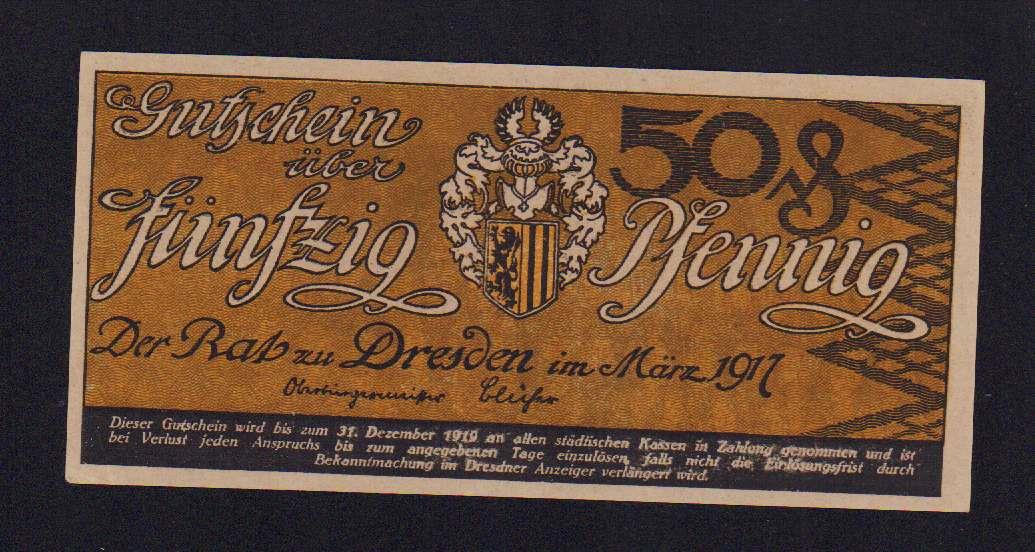 Gutschein
über
fünfzig
50 ₰
Pfennig
Der Rat zu Dresden im März 1917
Oberbürgermeister Blüher
Dieser Gutschein wird bis zum 31. Dezember 1919 an allen städtischen Kassen in Zahlung genommen und ist
bei Verlust jeden Anspruchs bis zum angegebenen Tage einzulösen, falls nicht die Einlösungsfrist durch
Bekanntmachung im Dresdner Anzeiger verlängert wird.